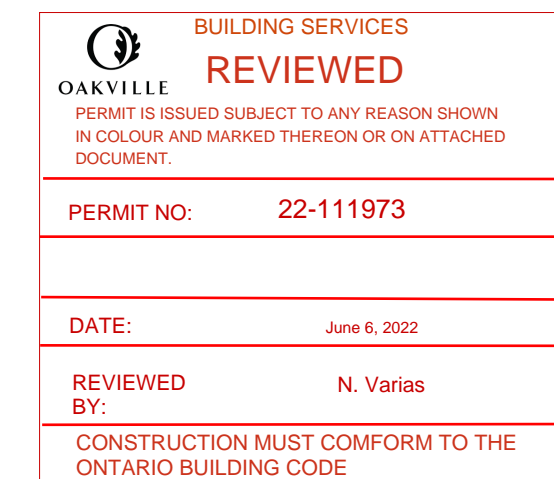 BUILDING SERVICES
OAKVILLE
REVIEWED
PERMIT IS ISSUED SUBJECT TO ANY REASON SHOWN
IN COLOUR AND MARKED THEREON OR ON ATTACHED
DOCUMENT.
PERMIT NO: 22-111973
DATE: June 6, 2022
REVIEWED
BY: N. Varias
CONSTRUCTION MUST COMFORM TO THE
ONTARIO BUILDING CODE